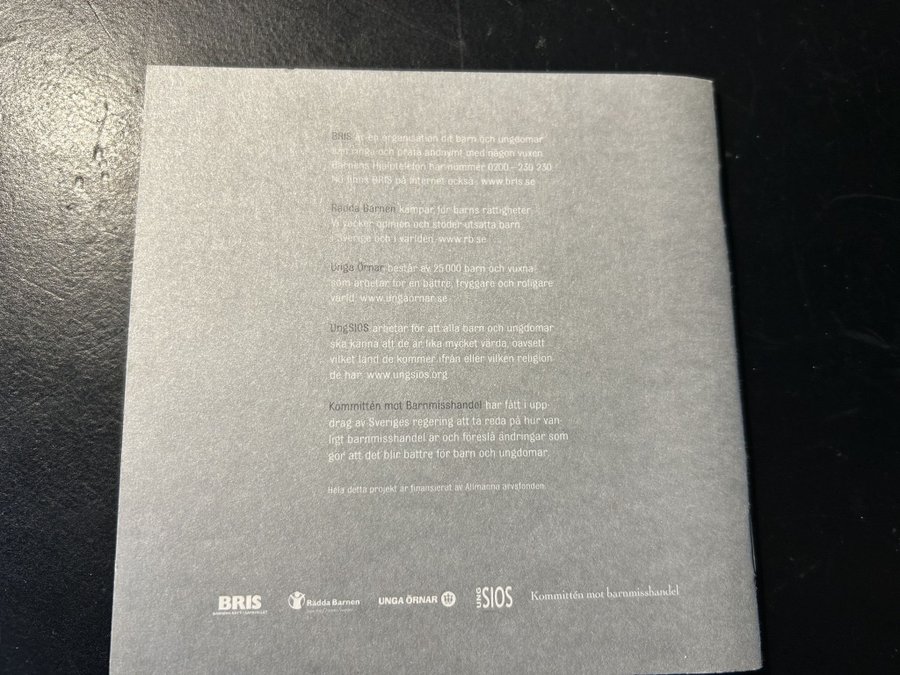 BRIS är en organisation dit barn och ungdomar
kan ringa och prata anonymt med någon vuxen.
Barnens Hjälptelefon har nummer 0200 – 230 230
Nu finns BRIS på internet också: www.bris.se
Rädda Barnen kämpar för barns rättigheter.
Vi väcker opinion och stöder utsatta barn
i Sverige och i världen. www.rb.se
Unga Örnar består av 25 000 barn och vuxna
som arbetar för en bättre, tryggare och roligare
värld. www.ungaornar.se
UngSIOS arbetar för att alla barn och ungdomar
ska känna att de är lika mycket värda, oavsett
vilket land de kommer ifrån eller vilken religion
de har. www.ungsios.org
Kommittén mot Barnmisshandel har fått i upp-
drag av Sveriges regering att ta reda på hur van-
ligt barnmisshandel är och föreslå ändringar som
gör att det blir bättre för barn och ungdomar.
Hela detta projekt är finansierat av Allmänna arvsfonden.
BRIS
Rädda Barnen
UNGA ÖRNAR
UNG SIOS
Kommittén mot barnmisshandel